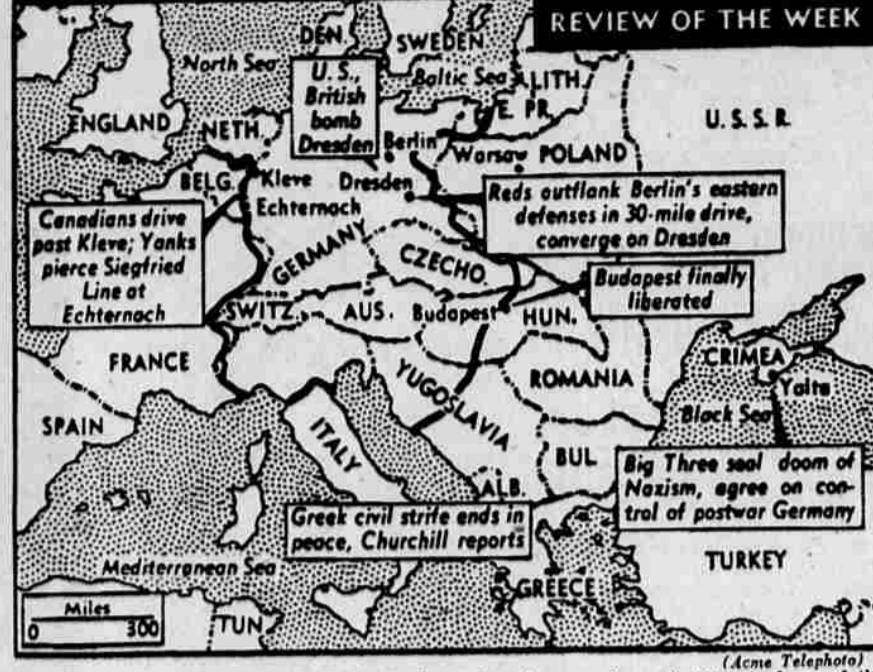 REVIEW OF THE WEEK
DEN.
SWEDEN
North Sea
Baltic Sea
LITH.
U. S.,
British
bomb
Dresden
E. PR.
U. S. S. R.
ENGLAND
NETH.
Berlin
Warsaw
POLAND
BELG.
Kleve
Dresden
Echternach
Reds outflank Berlin's eastern
defenses in 30-mile drive,
converge on Dresden
Canadians drive
past Kleve; Yanks
pierce Siegfried
Line at
Echternach
GERMANY
CZECHO.
Budapest finally
liberated
SWITZ.
AUS.
Budapest
HUN.
FRANCE
CRIMEA
Yalta
ROMANIA
YUGOSLAVIA
Black Sea
SPAIN
ITALY
BUL
Big Three seal doom of
Nazism, agree on con-
trol of postwar Germany
ALB.
Greek civil strife ends in
peace, Churchill reports
Mediterranean Sea
GREECE
TURKEY
Miles
0 300
TUN.
(Acme Telephoto)